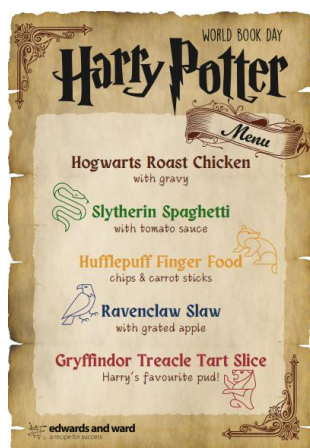 WORLD BOOK DAY
Harry Potter
Menu
Hogwarts Roast Chicken
with gravy
Slytherin Spaghetti
with tomato sauce
Hufflepuff Finger Food
chips & carrot sticks
Ravenclaw Slaw
with grated apple
Gryffindor Treacle Tart Slice
Harry's favourite pud!
edwards and ward
A recipe for success